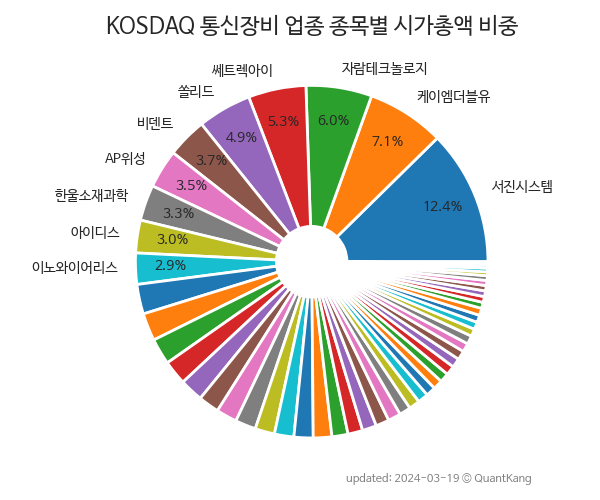 KOSDAQ 통신장비 업종 종목별 시가총액 비중
서진시스템
12.4%
케이엠더블유
7.1%
자람테크놀로지
6.0%
쎄트렉아이
5.3%
쏠리드
4.9%
비덴트
3.7%
AP위성
3.5%
한울소재과학
3.3%
아이디스
3.0%
이노와이어리스
2.9%
updated: 2024-03-19 © QuantKang